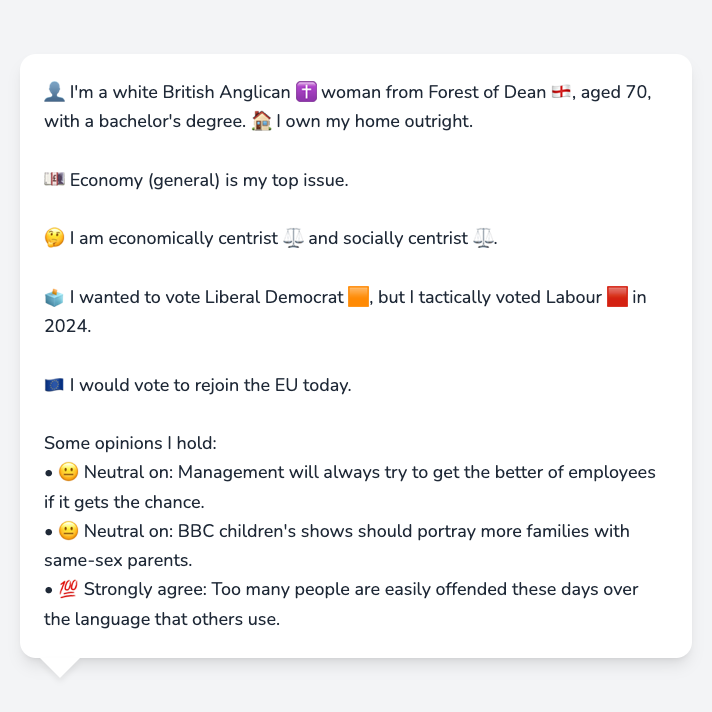 👤 I'm a white British Anglican ✝️ woman from Forest of Dean 🏴󠁧󠁢󠁥󠁮󠁧󠁿, aged 70,
with a bachelor's degree. 🏠 I own my home outright.
💷 Economy (general) is my top issue.
🤔 I am economically centrist ⚖️ and socially centrist ⚖️.
🗳️ I wanted to vote Liberal Democrat 🟧, but I tactically voted Labour 🟥 in
2024.
🇪🇺 I would vote to rejoin the EU today.
Some opinions I hold:
• 😐 Neutral on: Management will always try to get the better of employees
if it gets the chance.
• 😐 Neutral on: BBC children's shows should portray more families with
same-sex parents.
• 💯 Strongly agree: Too many people are easily offended these days over
the language that others use.